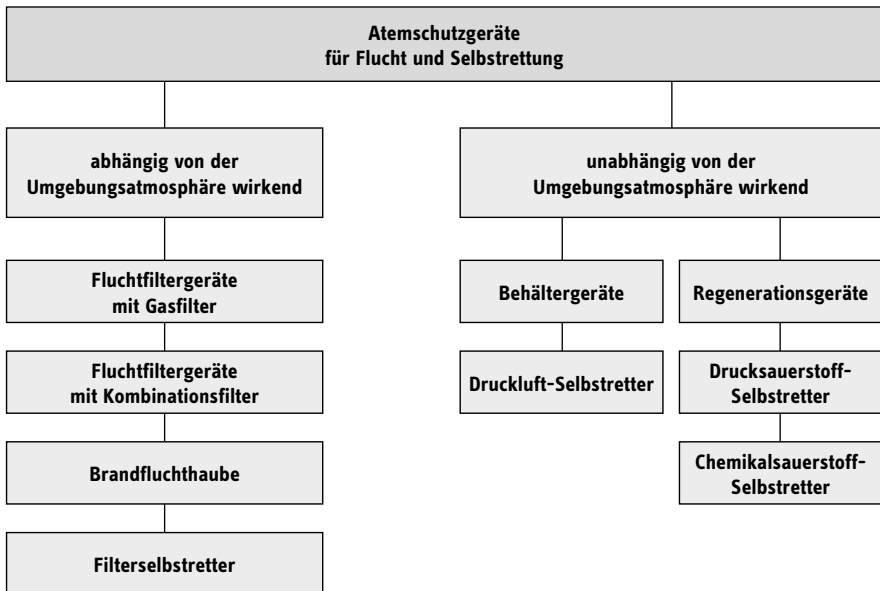 Atemschutzgeräte
für Flucht und Selbstrettung
abhängig von der
Umgebungsatmosphäre wirkend
unabhängig von der
Umgebungsatmosphäre wirkend
Fluchtfiltergeräte
mit Gasfilter
Behältergeräte
Regenerationsgeräte
Fluchtfiltergeräte
mit Kombinationsfilter
Druckluft-Selbstretter
Drucksauerstoff-
Selbstretter
Brandfluchthaube
Chemikalsauerstoff-
Selbstretter
Filterselbstretter